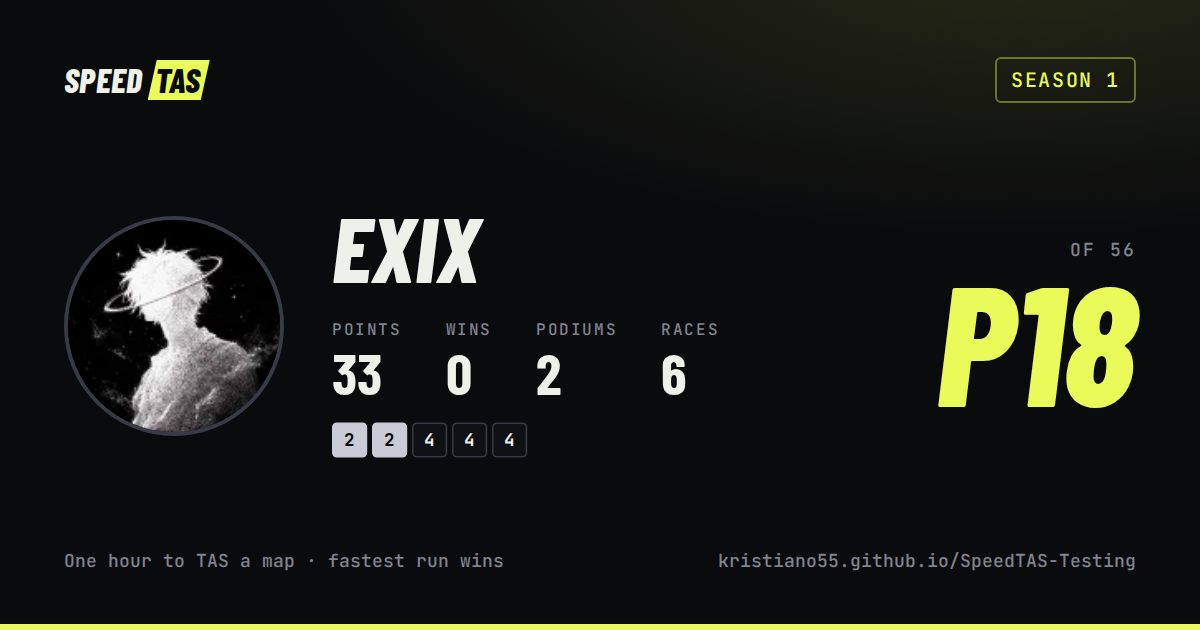 SPEED TAS
SEASON 1
EXIX
POINTS WINS PODIUMS RACES
33 0 2 6
2 2 4 4 4
OF 56
P18
One hour to TAS a map · fastest run wins
kristiano55.github.io/SpeedTAS-Testing